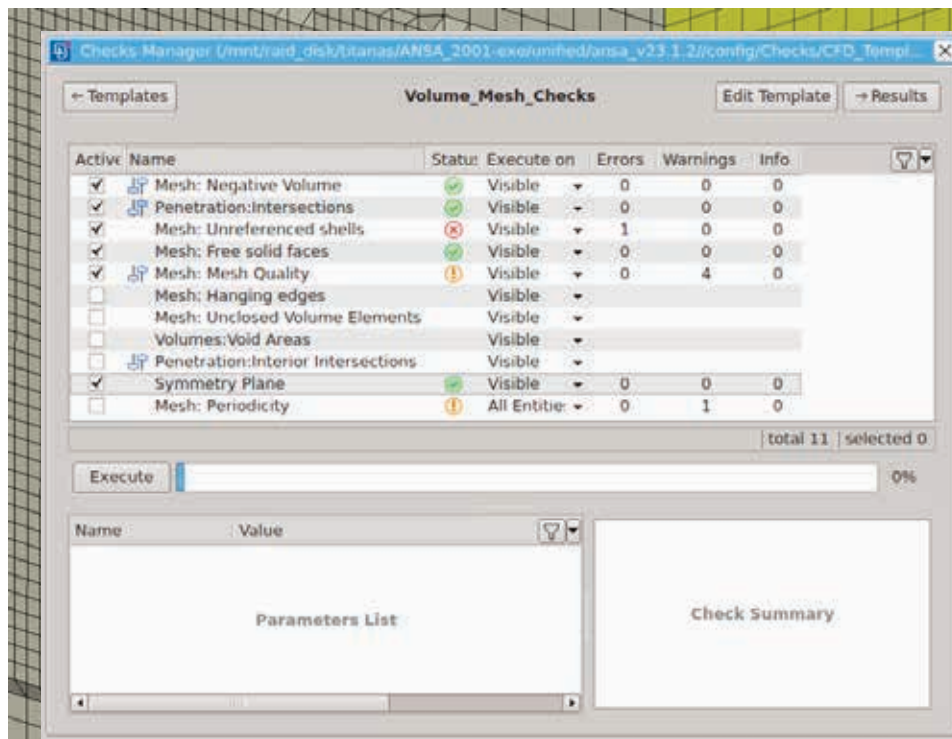 Checks Manager (/mnt/raid_disk/titanas/ANSA_2001-exe/unified/ansa_v23.1.2//config/Checks/CFD_Templ...
← Templates Volume_Mesh_Checks Edit Template → Results
Active Name Status Execute on Errors Warnings Info
Mesh: Negative Volume Visible 0 0 0
Penetration:Intersections Visible 0 0 0
Mesh: Unreferenced shells Visible 1 0 0
Mesh: Free solid faces Visible 0 0 0
Mesh: Mesh Quality Visible 0 4 0
Mesh: Hanging edges Visible
Mesh: Unclosed Volume Elements Visible
Volumes:Void Areas Visible
Penetration:Interior Intersections Visible
Symmetry Plane Visible 0 0 0
Mesh: Periodicity All Entitie 0 1 0
total 11 selected 0
Execute 0%
Name Value
Parameters List
Check Summary